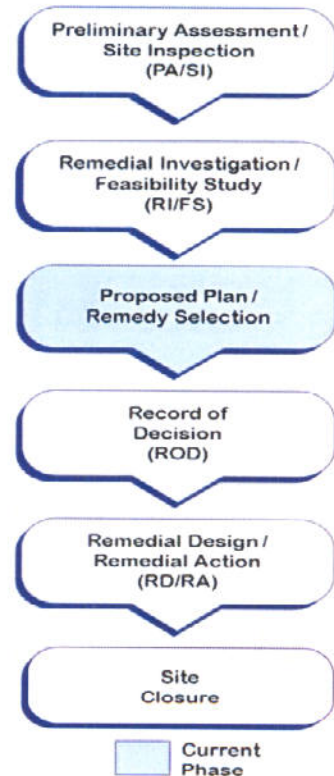 Preliminary Assessment /
Site Inspection
(PA/SI)
Remedial Investigation /
Feasibility Study
(RI/FS)
Proposed Plan /
Remedy Selection
Record of
Decision
(ROD)
Remedial Design /
Remedial Action
(RD/RA)
Site
Closure
Current
Phase